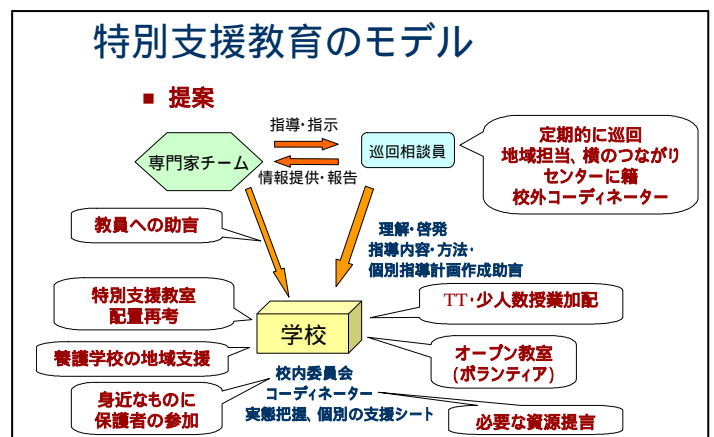 特別支援教育のモデル
■ 提案
指導・指示
専門家チーム
巡回相談員
情報提供・報告
定期的に巡回
地域担当、横のつながり
センターに籍
校外コーディネーター
教員への助言
理解・啓発
指導内容・方法・
個別指導計画作成助言
特別支援教室
配置再考
TT・少人数授業加配
学校
養護学校の地域支援
オープン教室
(ボランティア)
校内委員会
コーディネーター
実態把握、個別の支援シート
身近なものに
保護者の参加
必要な資源提言